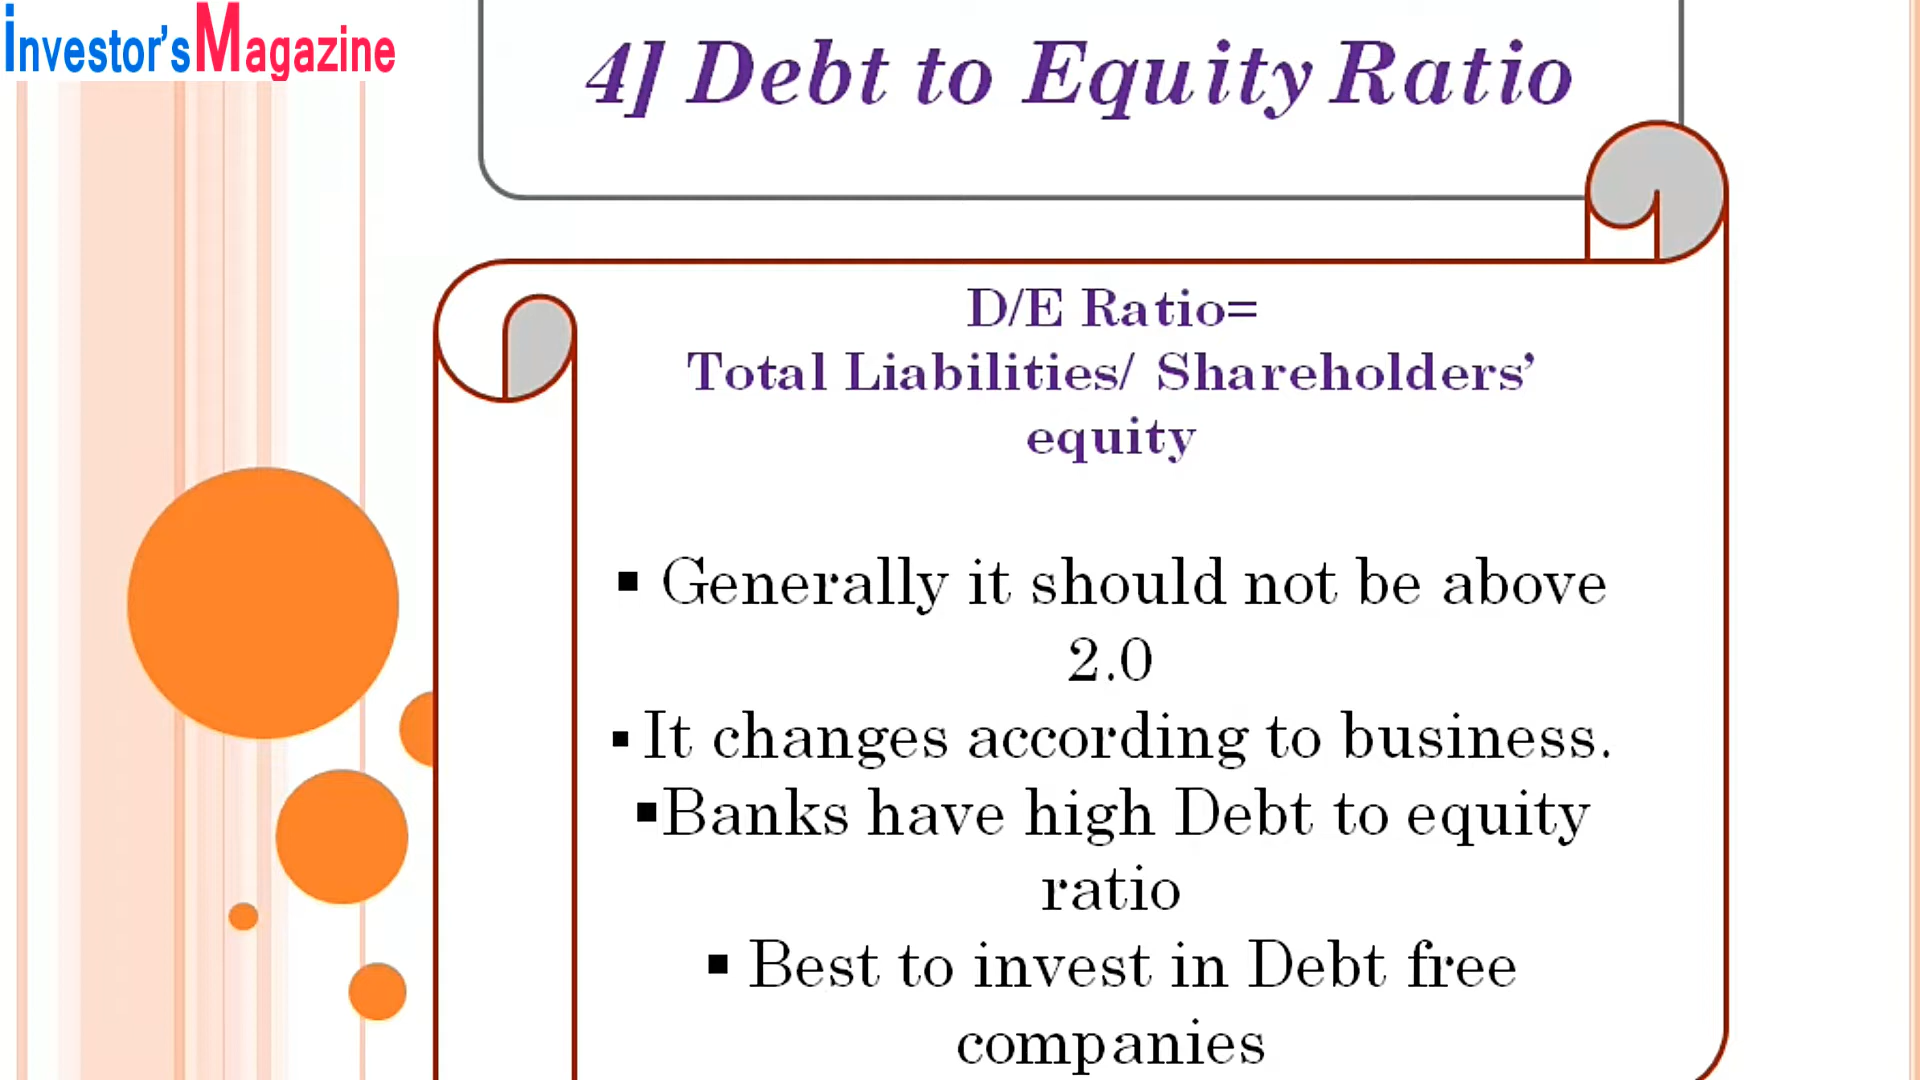 investor'sMagazine
4] Debt to Equity Ratio
D/E Ratio=
Total Liabilities/ Shareholders’
equity
▪ Generally it should not be above
2.0
▪ It changes according to business.
▪Banks have high Debt to equity
ratio
▪ Best to invest in Debt free
companies